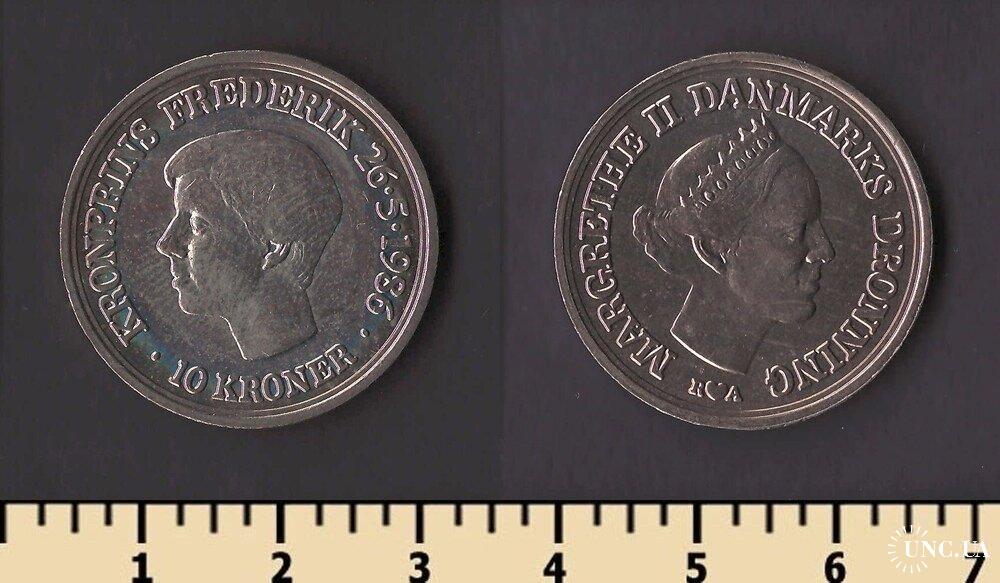 KRONPRINS FREDERIK 26·5·1986 ·
10 KRONER ·
MARGRETHE II DANMARKS DRONNING
R♥A
1 2 3 4 5 6 7
UNC.UA